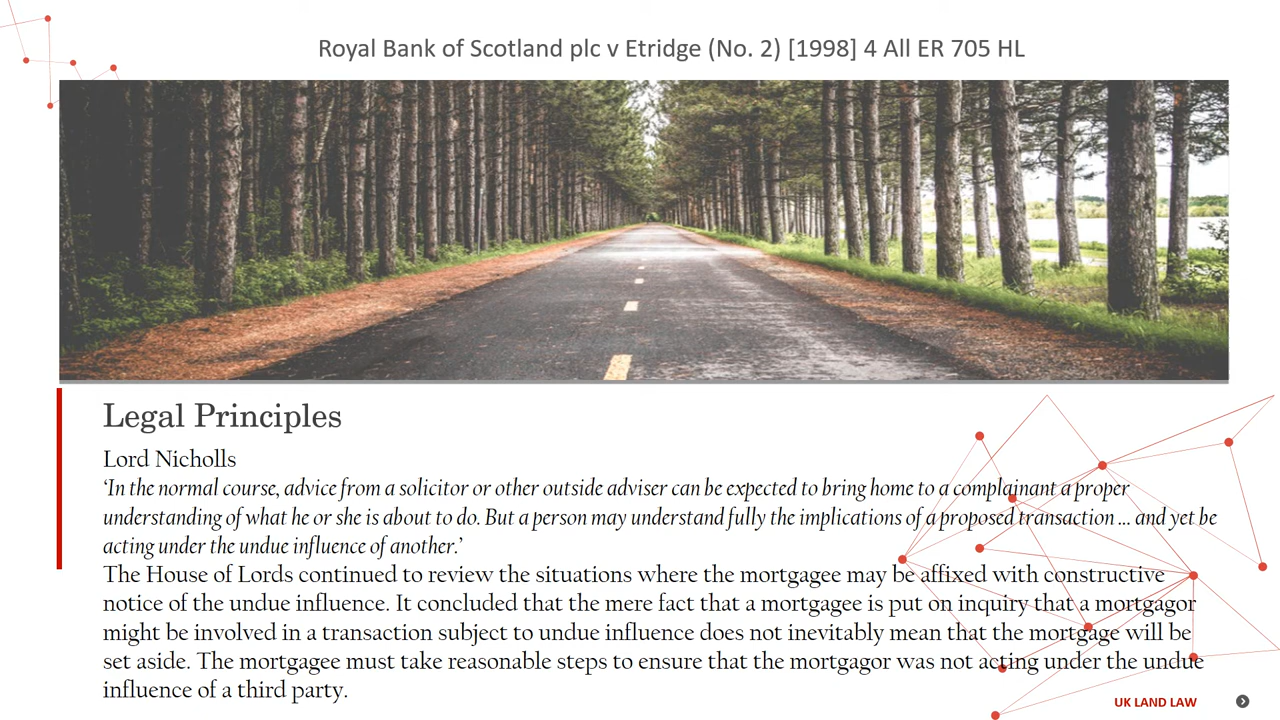 Royal Bank of Scotland plc v Etridge (No. 2) [1998] 4 All ER 705 HL
Legal Principles
Lord Nicholls
‘In the normal course, advice from a solicitor or other outside adviser can be expected to bring home to a complainant a proper
understanding of what he or she is about to do. But a person may understand fully the implications of a proposed transaction ... and yet be
acting under the undue influence of another.’
The House of Lords continued to review the situations where the mortgagee may be affixed with constructive
notice of the undue influence. It concluded that the mere fact that a mortgagee is put on inquiry that a mortgagor
might be involved in a transaction subject to undue influence does not inevitably mean that the mortgage will be
set aside. The mortgagee must take reasonable steps to ensure that the mortgagor was not acting under the undue
influence of a third party.
UK LAND LAW